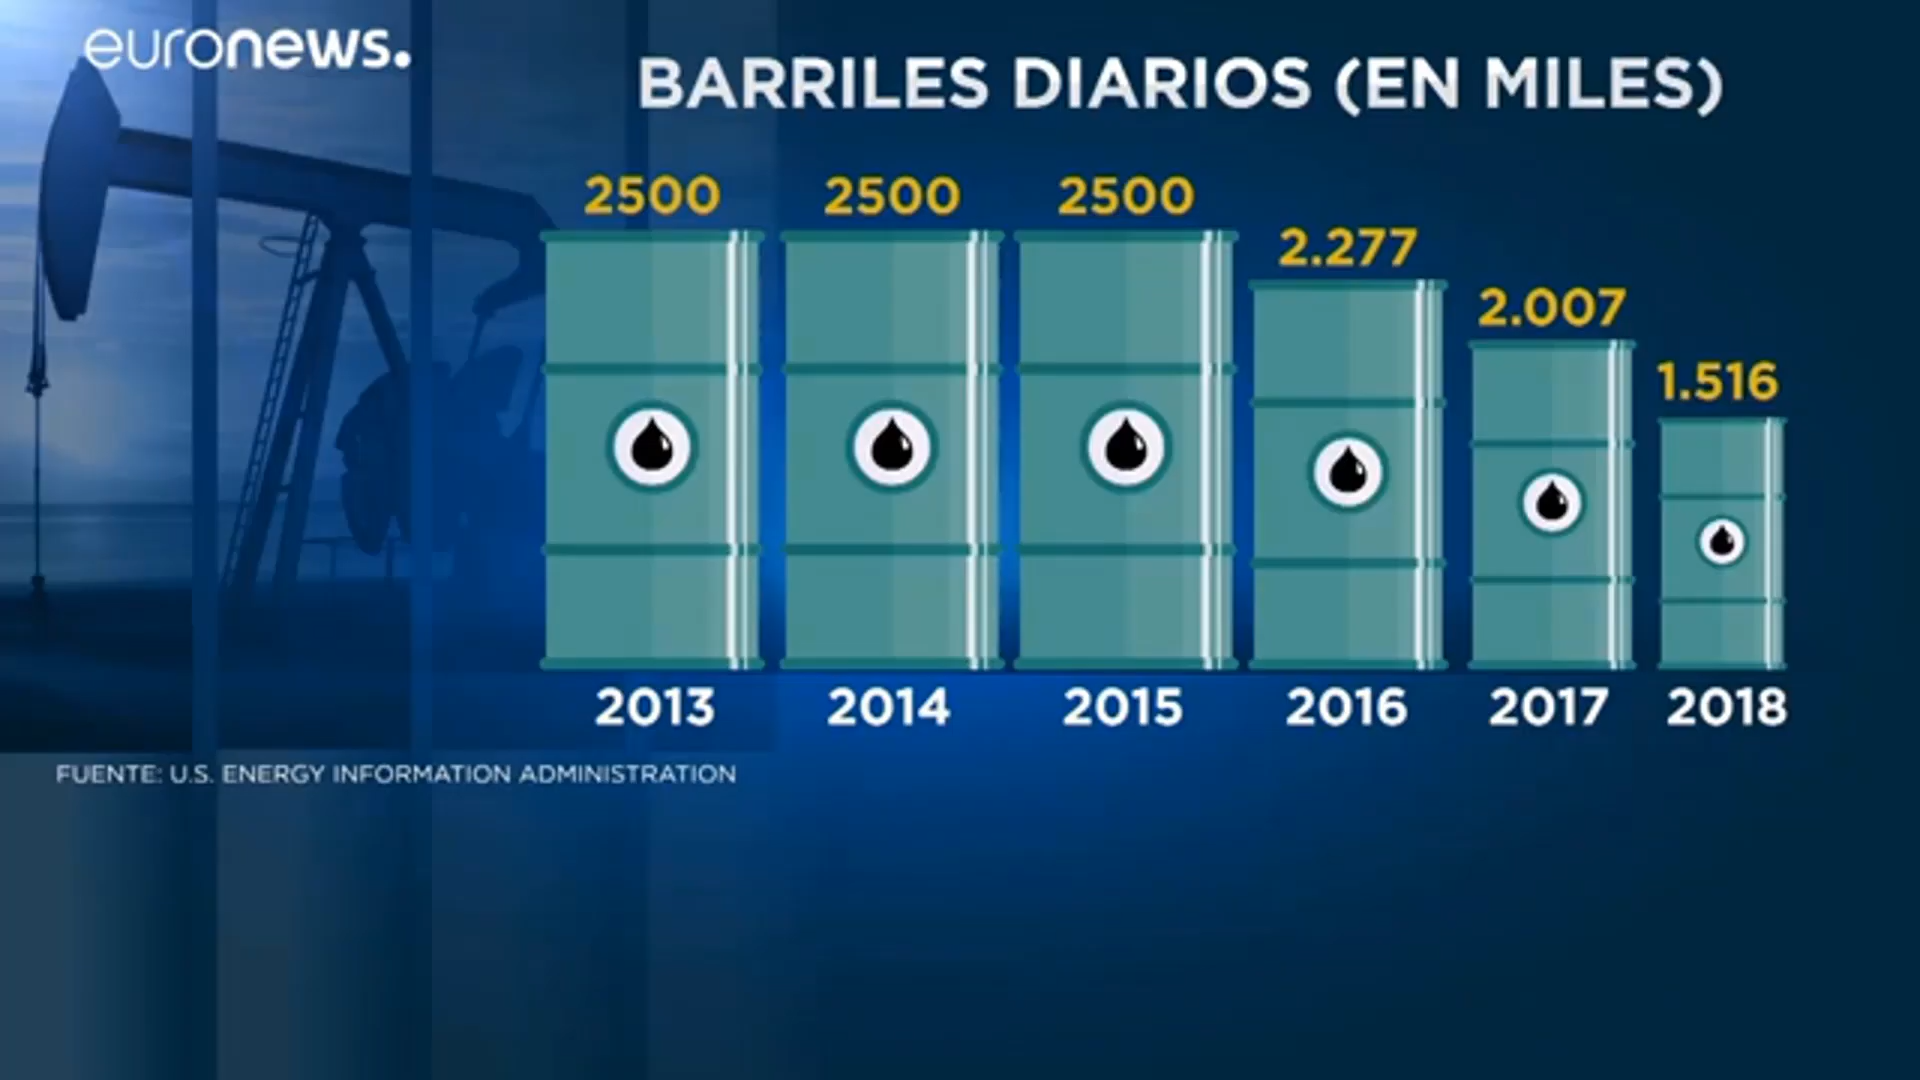 euronews.
BARRILES DIARIOS (EN MILES)
2500 2500 2500 2.277 2.007 1.516
2013 2014 2015 2016 2017 2018
FUENTE: U.S. ENERGY INFORMATION ADMINISTRATION